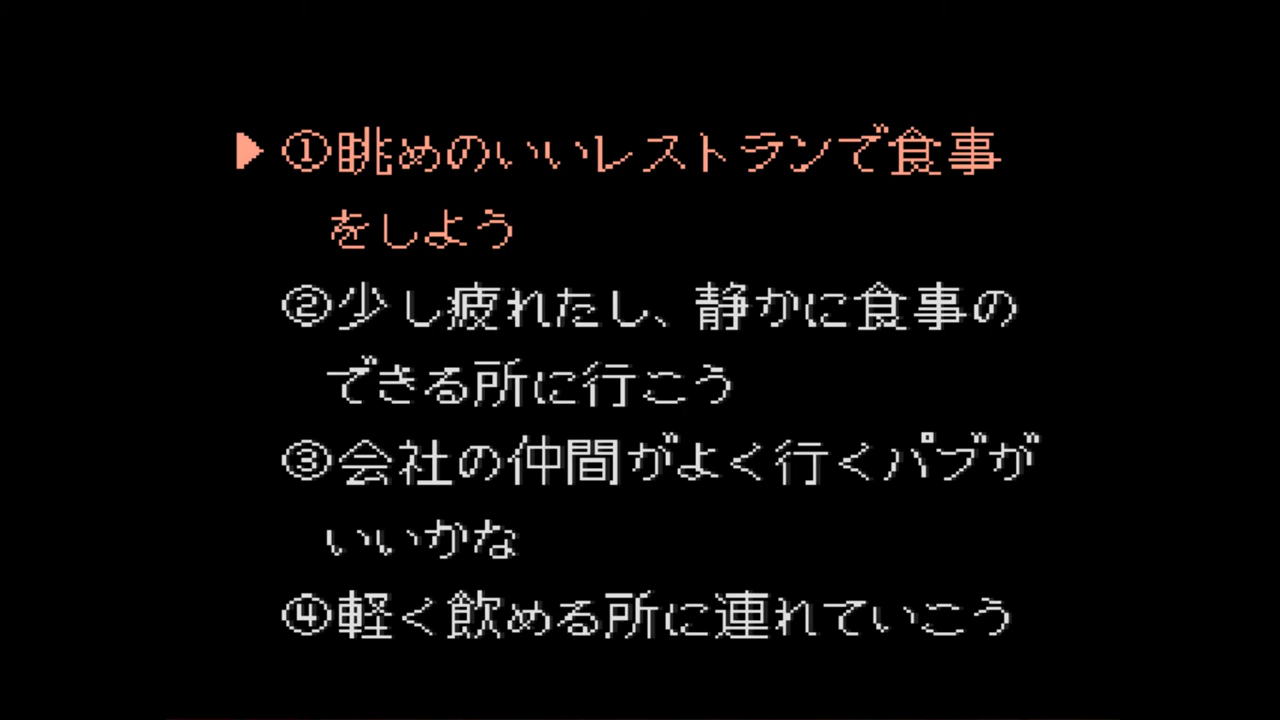 ▶①眺めのいいレストランで食事
をしよう
②少し疲れたし、静かに食事の
できる所に行こう
③会社の仲間がよく行くパブが
いいかな
④軽く飲める所に連れていこう